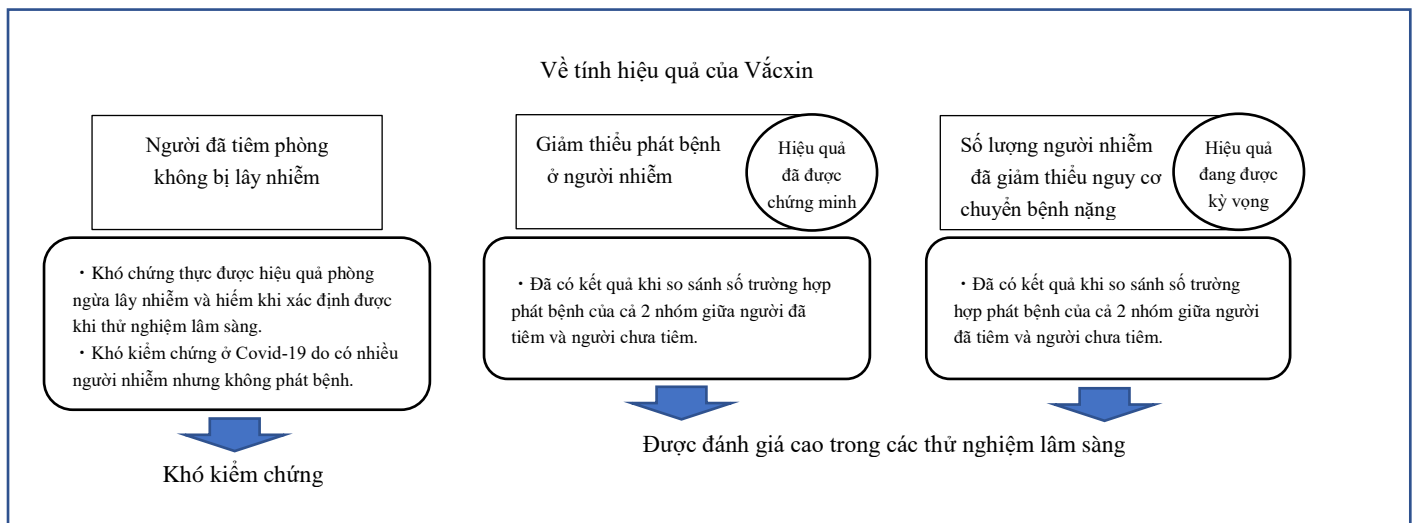 Về tính hiệu quả của Vắcxin
Người đã tiêm phòng
không bị lây nhiễm
・Khó chứng thực được hiệu quả phòng
ngừa lây nhiễm và hiếm khi xác định được
khi thử nghiệm lâm sàng.
・Khó kiểm chứng ở Covid-19 do có nhiều
người nhiễm nhưng không phát bệnh.
Khó kiểm chứng
Giảm thiểu phát bệnh
ở người nhiễm
Hiệu quả
đã được
chứng minh
・Đã có kết quả khi so sánh số trường hợp
phát bệnh của cả 2 nhóm giữa người đã
tiêm và người chưa tiêm.
Số lượng người nhiễm
đã giảm thiểu nguy cơ
chuyển bệnh nặng
Hiệu quả
đang được
kỳ vọng
・Đã có kết quả khi so sánh số trường
hợp phát bệnh của cả 2 nhóm giữa người
đã tiêm và người chưa tiêm.
Được đánh giá cao trong các thử nghiệm lâm sàng